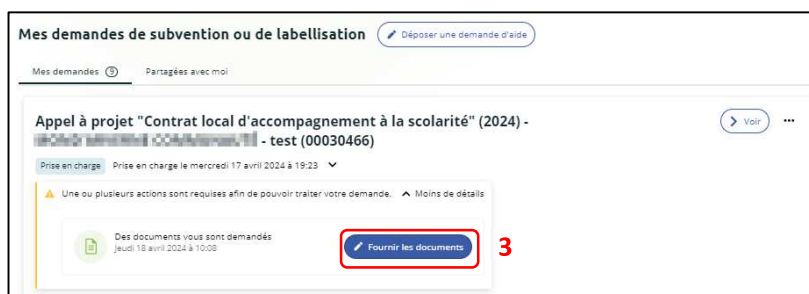 Mes demandes de subvention ou de labellisation Déposer une demande d'aide
Mes demandes 9 Partagées avec moi
Appel à projet "Contrat local d'accompagnement à la scolarité" (2024) - Voir ...
- test (00030466)
Prise en charge Prise en charge le mercredi 17 avril 2024 à 19:23
Une ou plusieurs actions sont requises afin de pouvoir traiter votre demande. Moins de détails
Des documents vous sont demandés
Jeudi 18 avril 2024 à 10:08
Fournir les documents 3